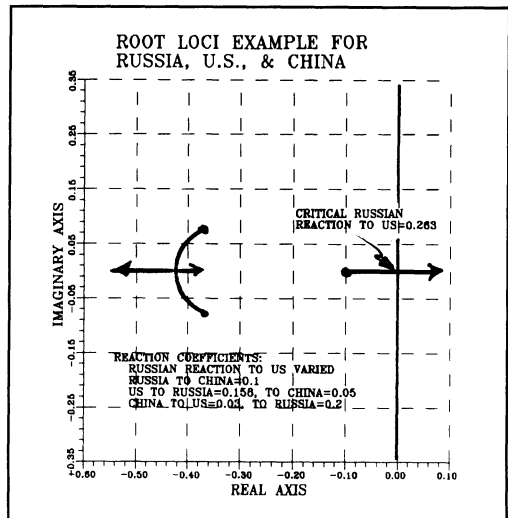 ROOT LOCI EXAMPLE FOR
RUSSIA, U.S., & CHINA
IMAGINARY AXIS
0.35
0.25
0.15
0.05
-0.05
-0.15
-0.25
-0.35
CRITICAL RUSSIAN
REACTION TO US=0.263
REACTION COEFFICIENTS:
RUSSIAN REACTION TO US VARIED
RUSSIA TO CHINA=0.1
US TO RUSSIA=0.158, TO CHINA=0.05
CHINA TO US=0.03, TO RUSSIA=0.2
-0.60 -0.50 -0.40 -0.30 -0.20 -0.10 0.00 0.10
REAL AXIS